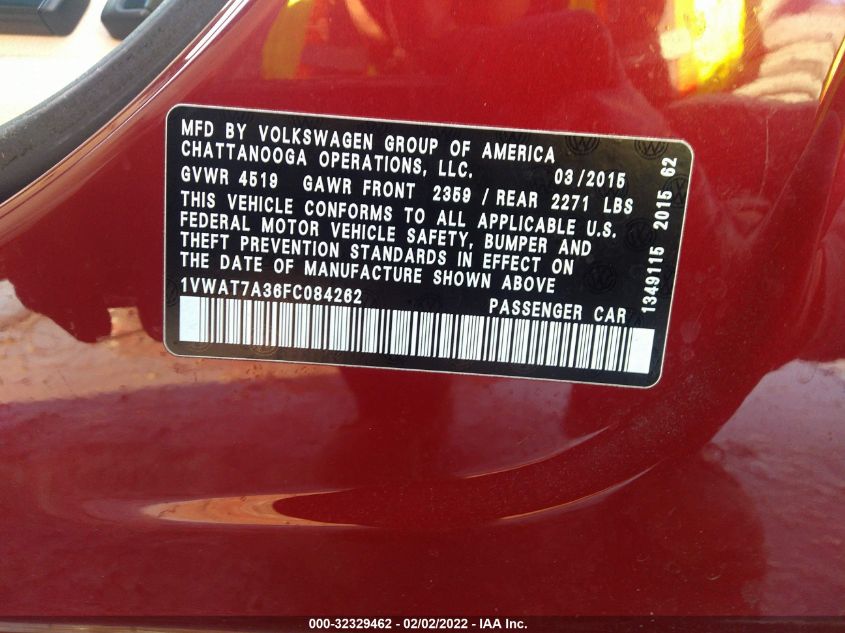 MFD BY VOLKSWAGEN GROUP OF AMERICA
CHATTANOOGA OPERATIONS, LLC. 03/2015
GVWR 4519 GAWR FRONT 2359 / REAR 2271 LBS
THIS VEHICLE CONFORMS TO ALL APPLICABLE U.S.
FEDERAL MOTOR VEHICLE SAFETY, BUMPER AND
THEFT PREVENTION STANDARDS IN EFFECT ON
THE DATE OF MANUFACTURE SHOWN ABOVE
1VWAT7A36FC084262 PASSENGER CAR
1349115 2015 62
000-32329462 - 02/02/2022 - IAA Inc.